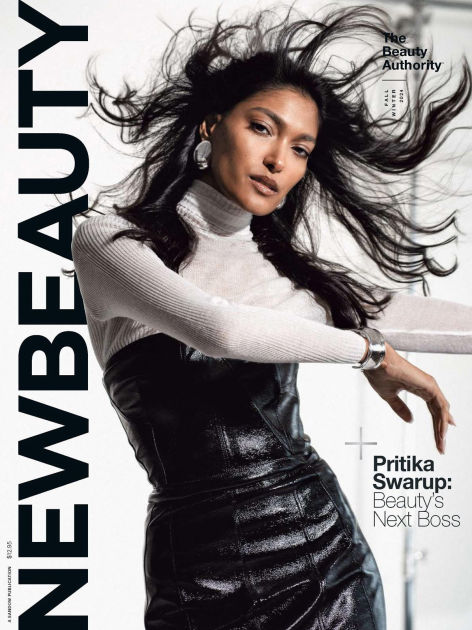 NEWBEAUTY
The
Beauty
Authority
FALL
WINTER
2024
Pritika
Swarup:
Beauty's
Next Boss
A SANDOW PUBLICATION $12.95